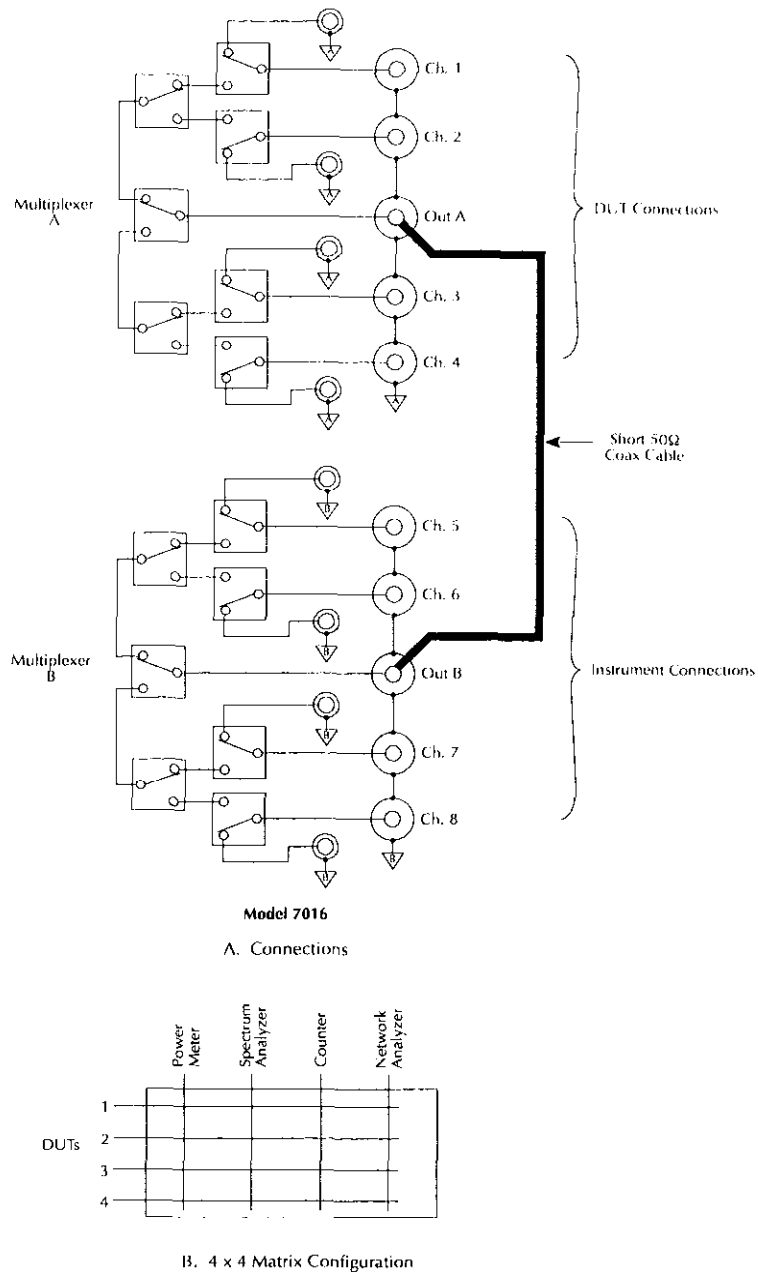 A
Ch. 1
Ch. 2
A
Multiplexer
A
Out A
DUT Connections
A
Ch. 3
Ch. 4
A
A
Short 50Ω
Coax Cable
B
Ch. 5
Ch. 6
B
Multiplexer
B
Out B
Instrument Connections
B
Ch. 7
Ch. 8
B
B
Model 7016
A. Connections
Power
Meter
Spectrum
Analyzer
Counter
Network
Analyzer
1
DUTs
2
3
4
B. 4 x 4 Matrix Configuration